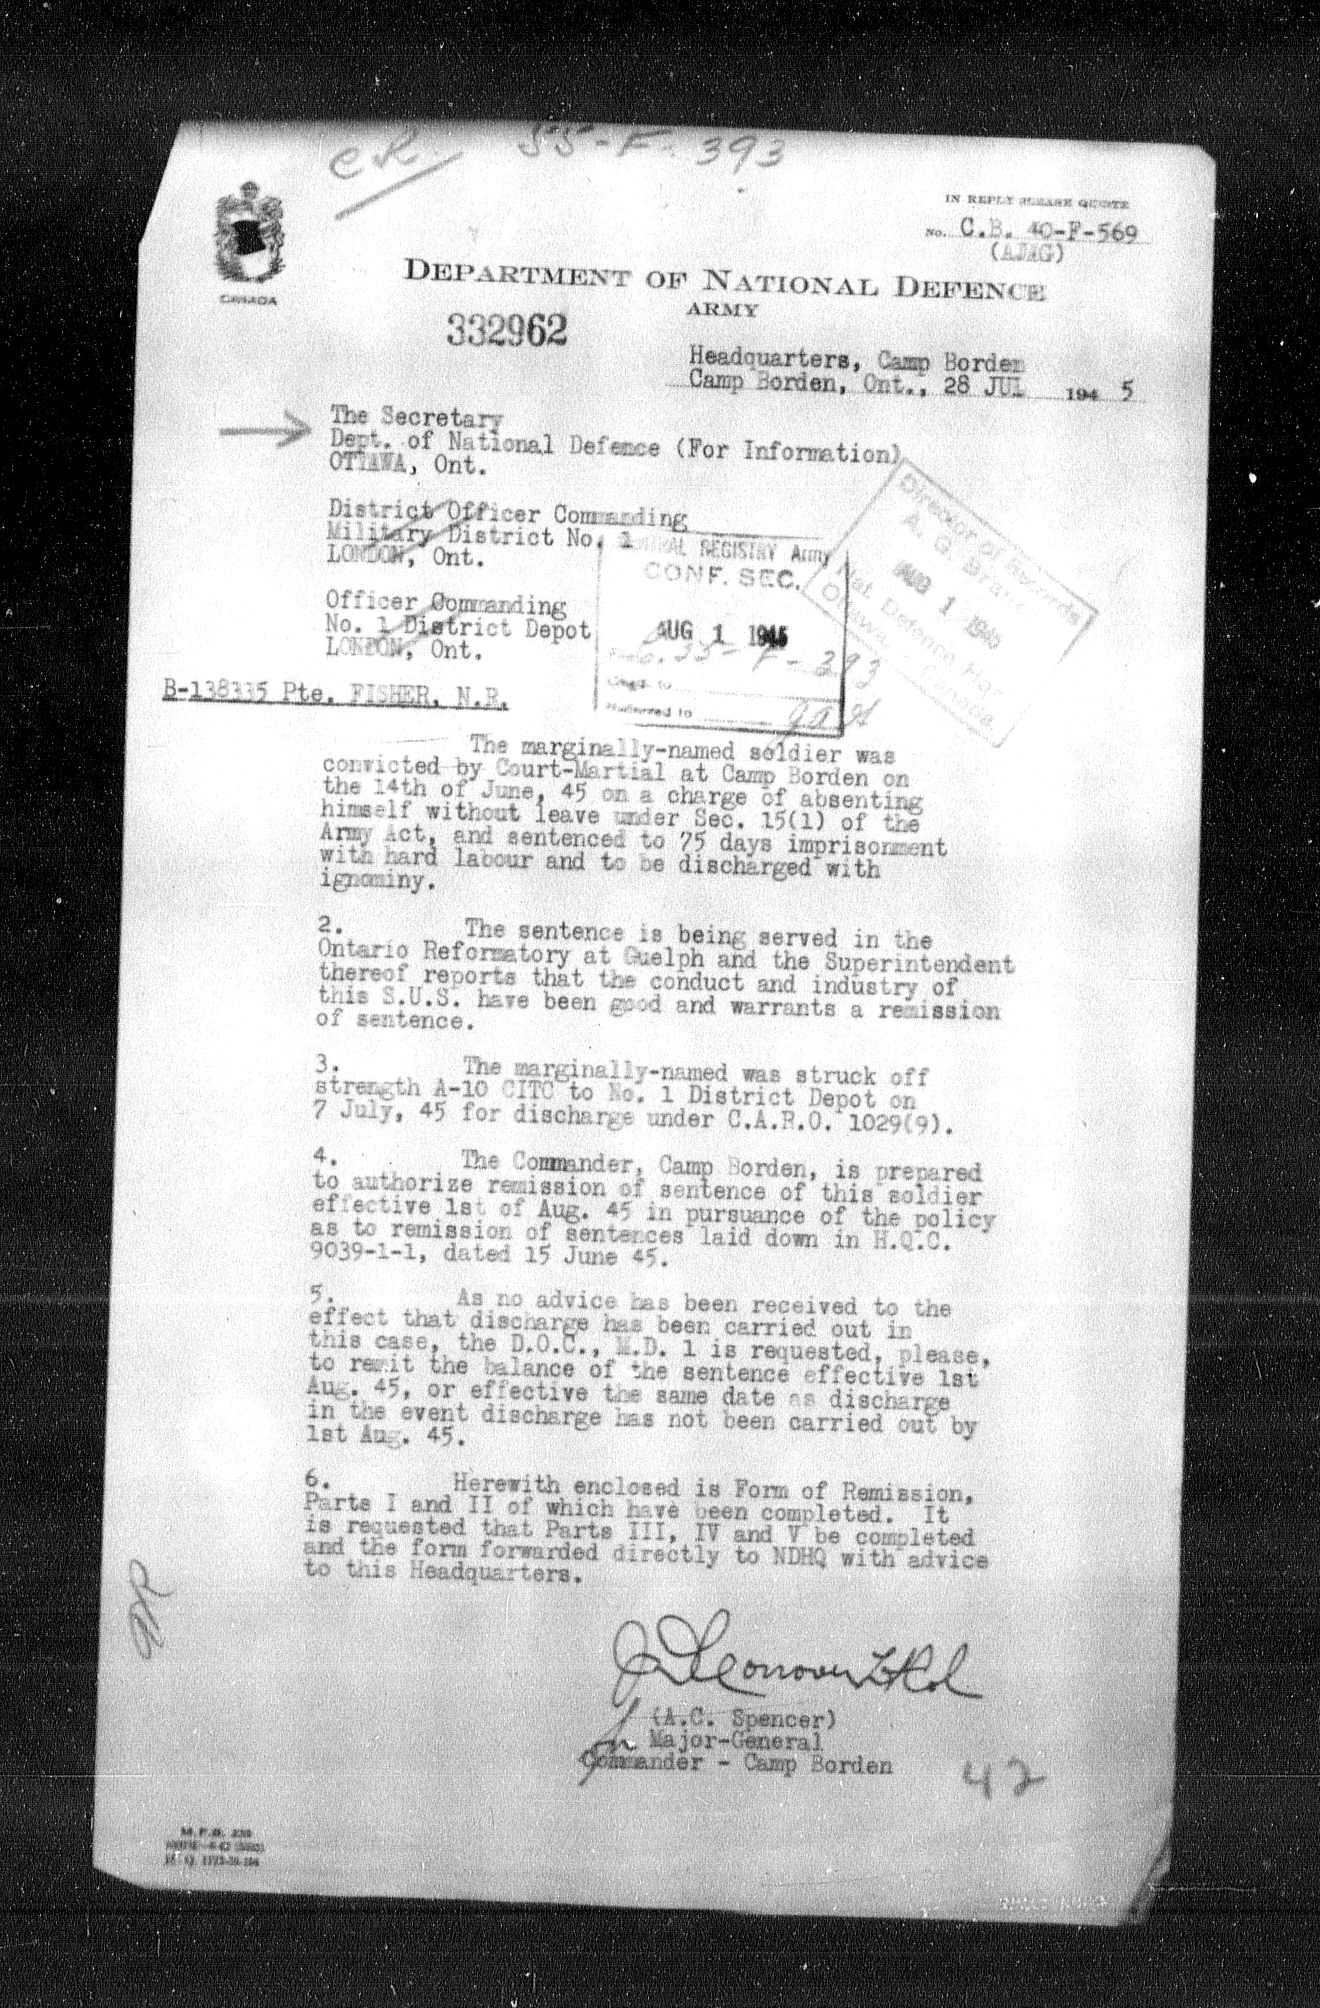 CR 55-F-393
IN REPLY PLEASE QUOTE
No. C.B. 40-F-569
(AJAG)
CANADA
DEPARTMENT OF NATIONAL DEFENCE
ARMY
332962
Headquarters, Camp Borden
Camp Borden, Ont., 28 JUL 1945
The Secretary
Dept. of National Defence (For Information)
OTTAWA, Ont.
District Officer Commanding
Military District No. 1
LONDON, Ont.
Officer Commanding
No. 1 District Depot
LONDON, Ont.
REGISTRY Army
CONF. SEC.
AUG 1 1945
55-F-393
Referred to
Director of Records
A. G. Branch
AUG 1 1945
Nat. Defence Hqr
Ottawa, Canada
B-138335 Pte. FISHER, N.R.
The marginally-named soldier was
convicted by Court-Martial at Camp Borden on
the 14th of June, 45 on a charge of absenting
himself without leave under Sec. 15(1) of the
Army Act, and sentenced to 75 days imprisonment
with hard labour and to be discharged with
ignominy.
2. The sentence is being served in the
Ontario Reformatory at Guelph and the Superintendent
thereof reports that the conduct and industry of
this S.U.S. have been good and warrants a remission
of sentence.
3. The marginally-named was struck off
strength A-10 CITC to No. 1 District Depot on
7 July, 45 for discharge under C.A.R.O. 1029(9).
4. The Commander, Camp Borden, is prepared
to authorize remission of sentence of this soldier
effective 1st of Aug. 45 in pursuance of the policy
as to remission of sentences laid down in H.Q.C.
9039-1-1, dated 15 June 45.
5. As no advice has been received to the
effect that discharge has been carried out in
this case, the D.O.C., M.D. 1 is requested, please,
to remit the balance of the sentence effective 1st
Aug. 45, or effective the same date as discharge
in the event discharge has not been carried out by
1st Aug. 45.
6. Herewith enclosed is Form of Remission,
Parts I and II of which have been completed. It
is requested that Parts III, IV and V be completed
and the form forwarded directly to NDHQ with advice
to this Headquarters.
for (A.C. Spencer)
Major-General
Commander - Camp Borden
42
M.F.B. 239